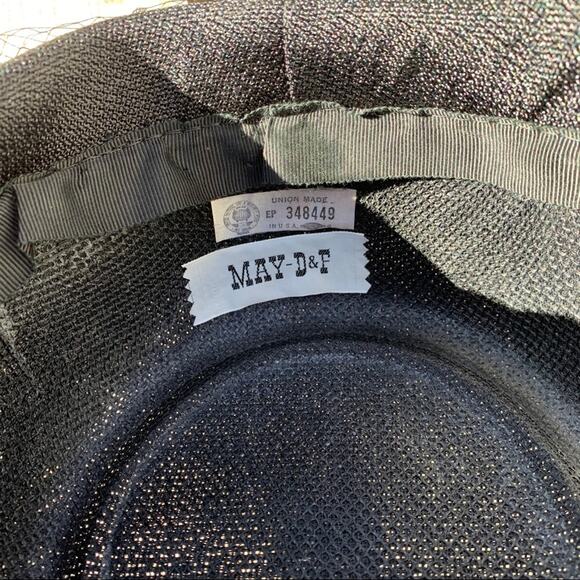 UNION MADE
EP 348449
IN U.S.A.
MAY-D&F